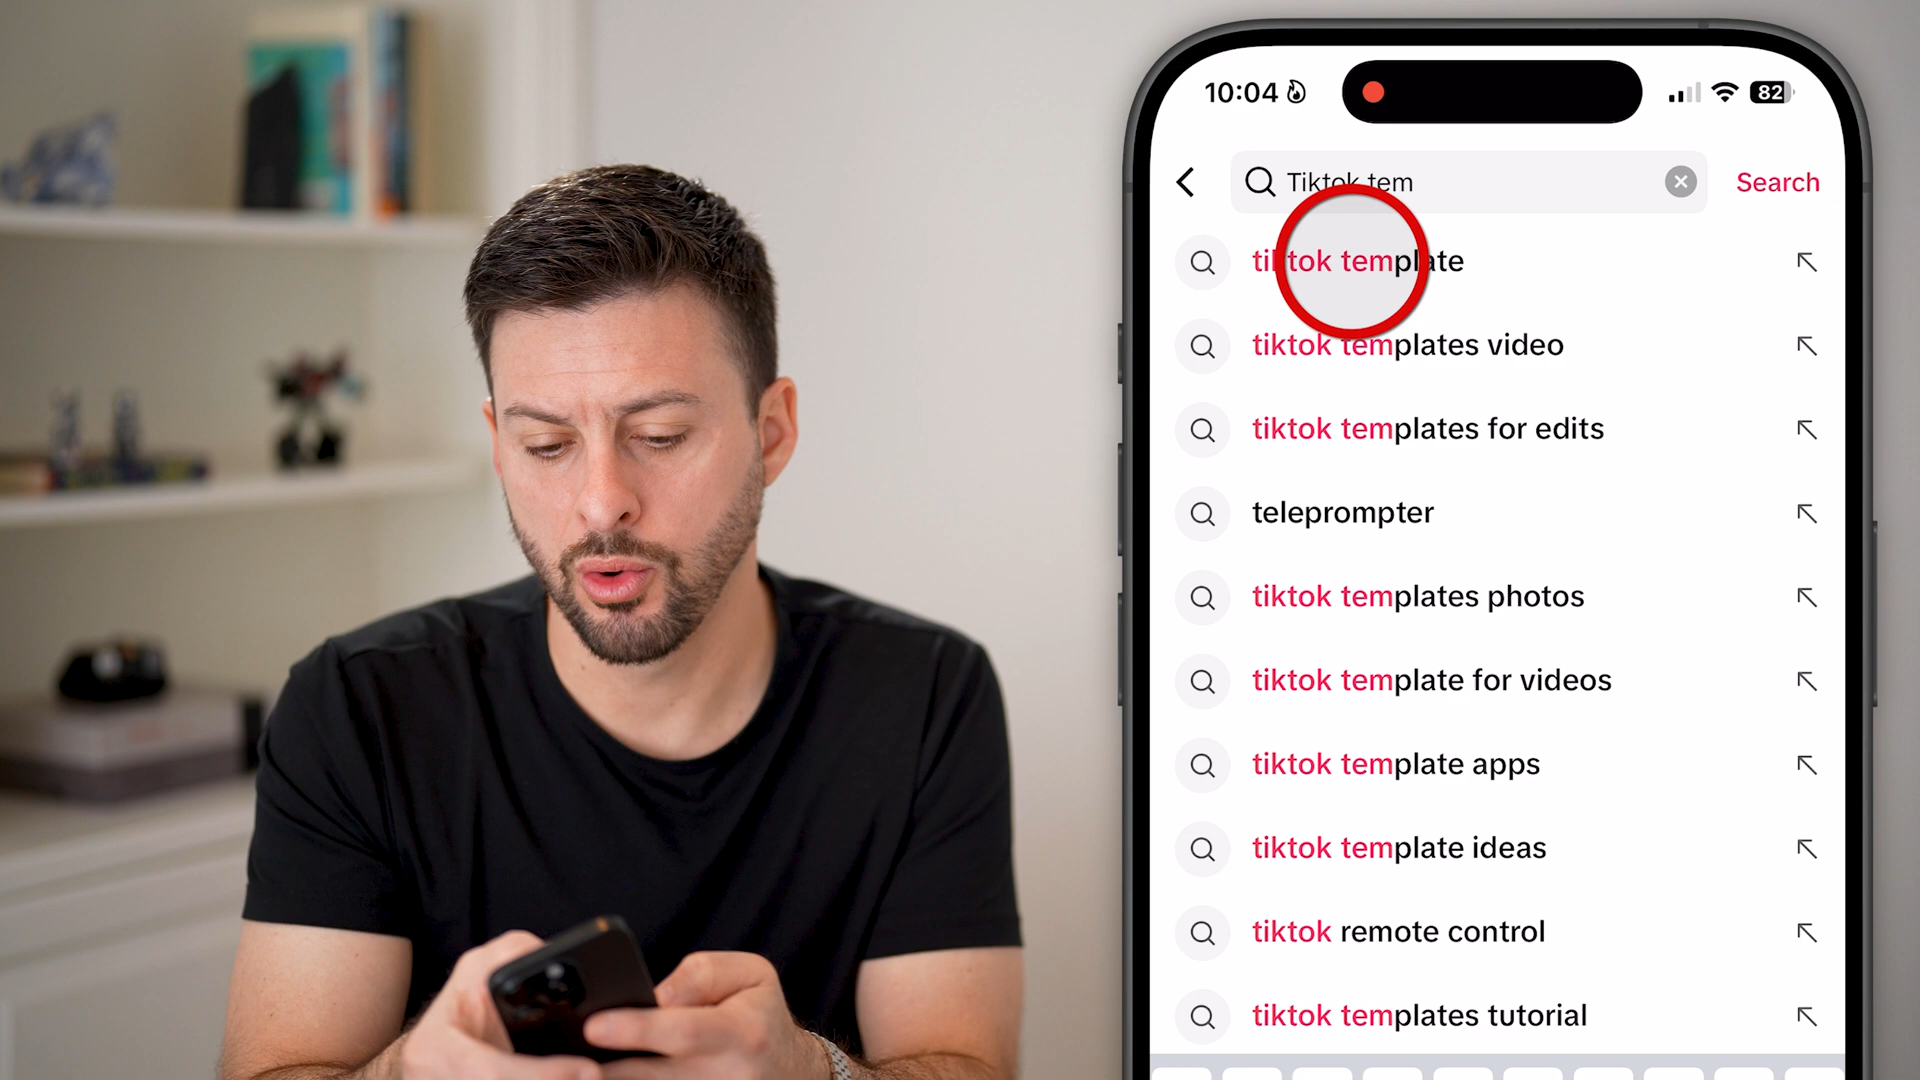 10:04
82
Tiktok tem
Search
tiktok template
tiktok templates video
tiktok templates for edits
teleprompter
tiktok templates photos
tiktok template for videos
tiktok template apps
tiktok template ideas
tiktok remote control
tiktok templates tutorial